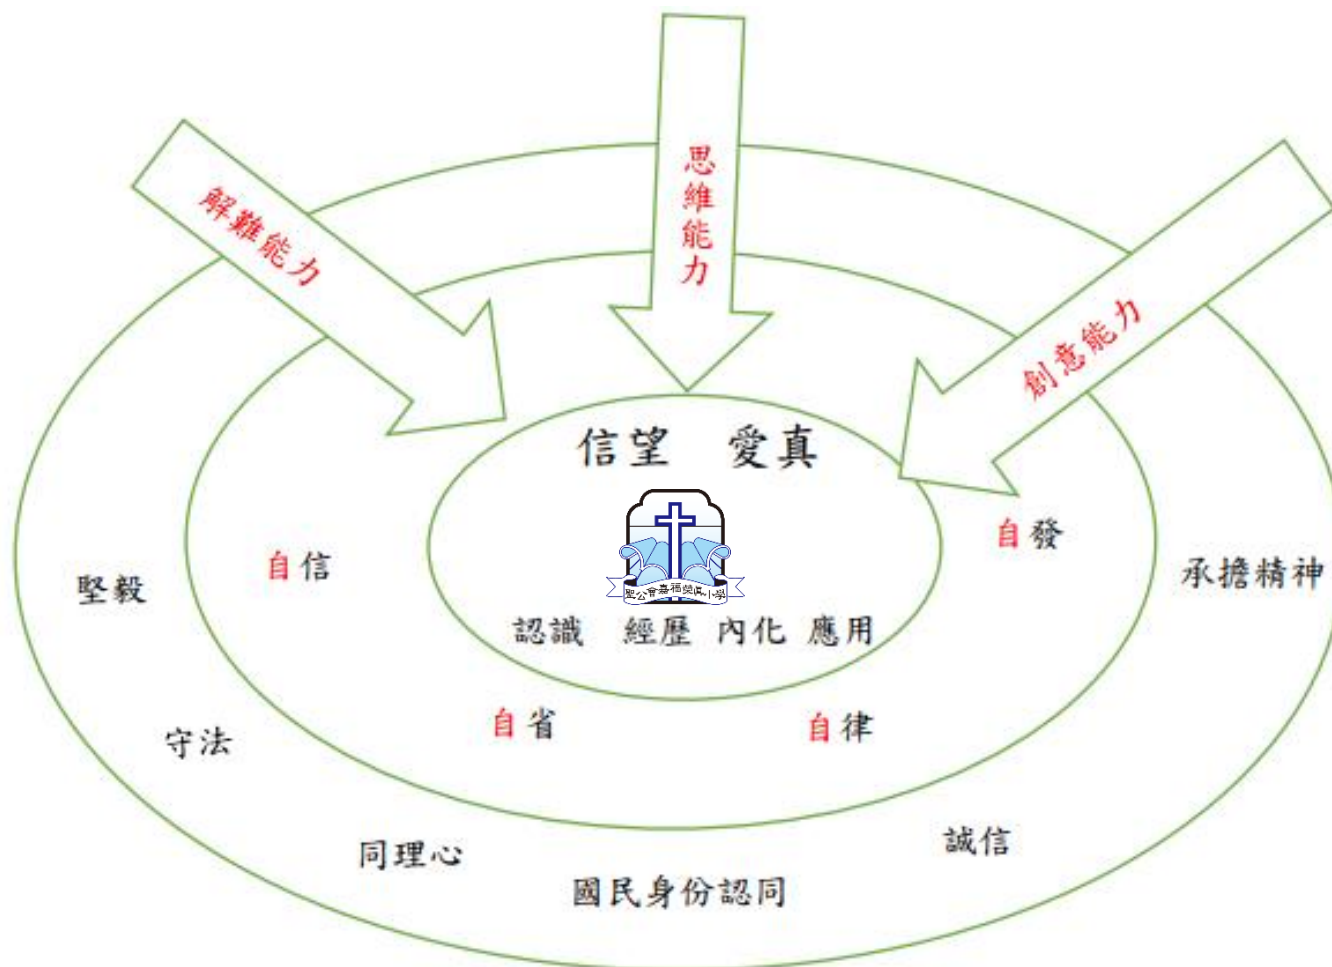 思維能力
解難能力
創意能力
信望 愛真
聖公會嘉福榮真小學
認識 經歷 內化 應用
自信
自發
自省
自律
堅毅
承擔精神
守法
同理心
誠信
國民身份認同